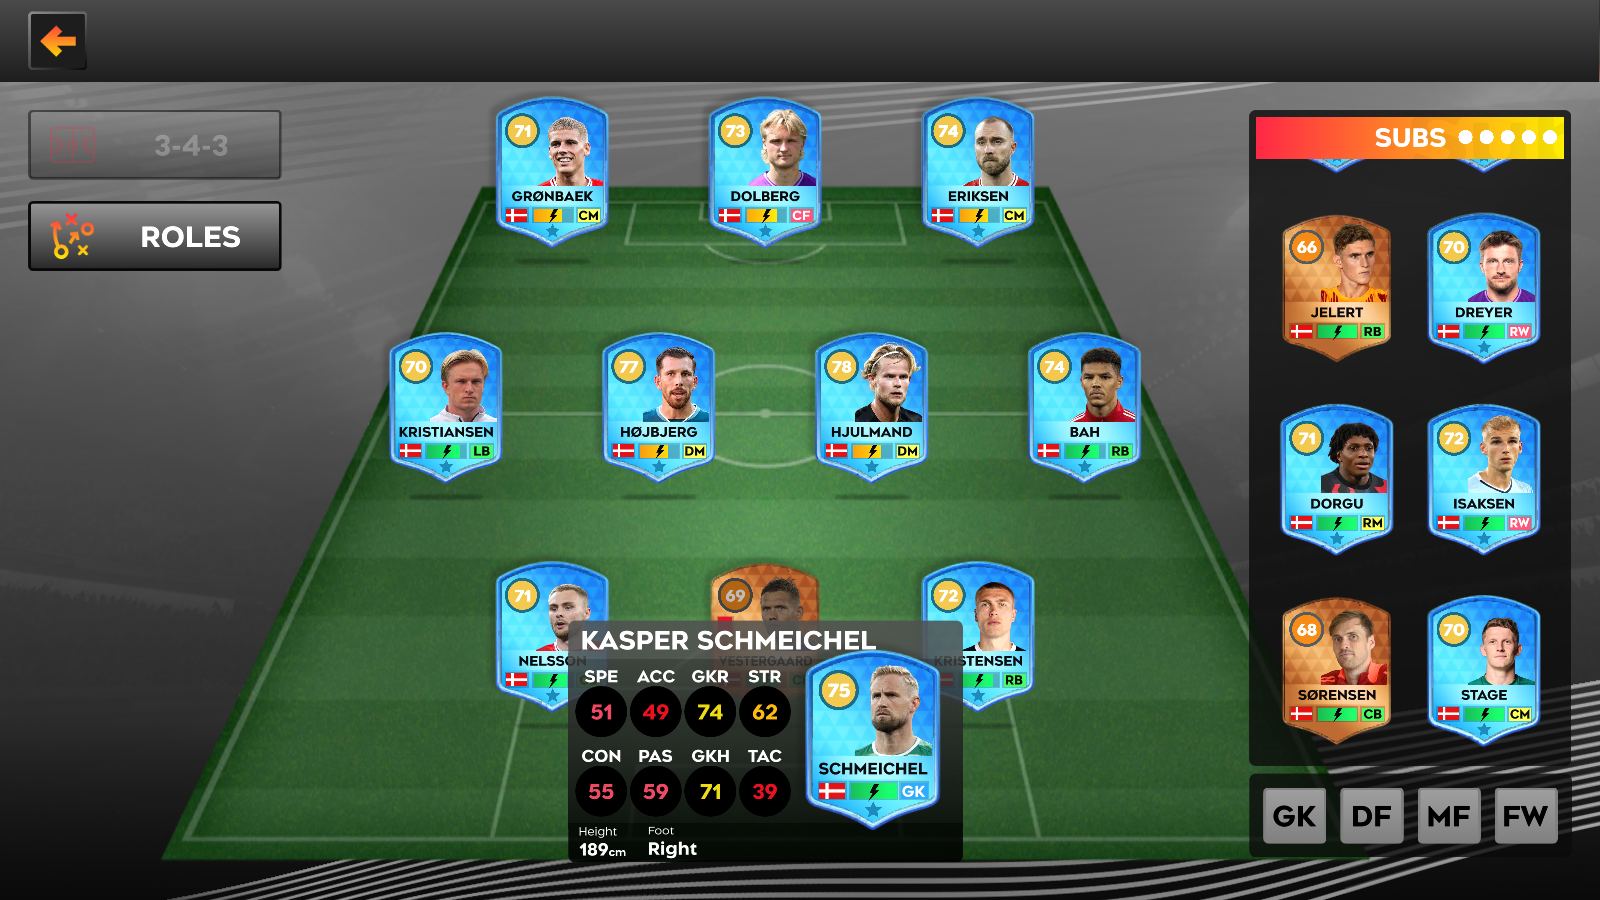 3-4-3
ROLES
71
GRØNBAEK
CM
73
DOLBERG
CF
74
ERIKSEN
CM
70
KRISTIANSEN
LB
77
HØJBJERG
DM
78
HJULMAND
DM
74
BAH
RB
71
NELSSON
69
VESTERGAARD
72
KRISTENSEN
RB
KASPER SCHMEICHEL
SPE ACC GKR STR
51 49 74 62
CON PAS GKH TAC
55 59 71 39
Height Foot
189cm Right
75
SCHMEICHEL
GK
SUBS
66
JELERT
RB
70
DREYER
RW
71
DORGU
RM
72
ISAKSEN
RW
68
SØRENSEN
CB
70
STAGE
CM
GK DF MF FW